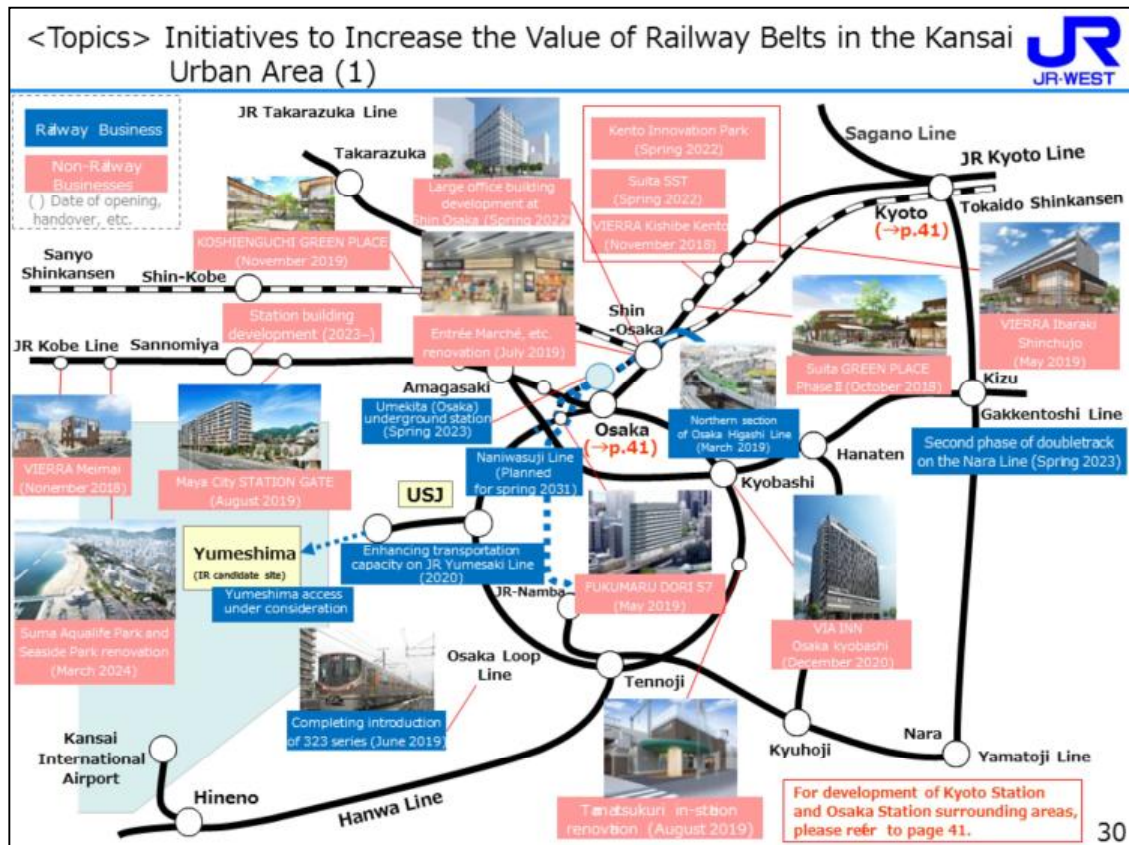 <Topics> Initiatives to Increase the Value of Railway Belts in the Kansai
Urban Area (1)
JR
JR-WEST
Railway Business
Non-Railway
Businesses
( ) Date of opening,
handover, etc.
JR Takarazuka Line
Takarazuka
Large office building
development at
Shin Osaka (Spring 2022)
Kento Innovation Park
(Spring 2022)
Suita SST
(Spring 2022)
VIERRA Kishibe Kento
(November 2018)
Sagano Line
JR Kyoto Line
Kyoto
(→p.41)
Tokaido Shinkansen
KOSHIENGUCHI GREEN PLACE
(November 2019)
Sanyo
Shinkansen
Shin-Kobe
Station building
development (2023~)
Entrée Marché, etc.
renovation (July 2019)
Shin
-Osaka
Suita GREEN PLACE
Phase II (October 2018)
VIERRA Ibaraki
Shinchujo
(May 2019)
JR Kobe Line
Sannomiya
Amagasaki
Umekita (Osaka)
underground station
(Spring 2023)
Osaka
(→p.41)
Northern section
of Osaka Higashi Line
(March 2019)
Kizu
Gakkentoshi Line
Hanaten
Second phase of doubletrack
on the Nara Line (Spring 2023)
VIERRA Meimai
(Nonember 2018)
Maya City STATION GATE
(August 2019)
Naniwasuji Line
(Planned
for spring 2031)
Kyobashi
USJ
Yumeshima
(IR candidate site)
Yumeshima access
under consideration
Enhancing transportation
capacity on JR Yumesaki Line
(2020)
JR-Namba
FUKUMARU DORI 57
(May 2019)
VIA INN
Osaka kyobashi
(December 2020)
Suma Aqualife Park and
Seaside Park renovation
(March 2024)
Osaka Loop
Line
Tennoji
Completing introduction
of 323 series (June 2019)
Kansai
International
Airport
Hineno
Hanwa Line
Tamatsukuri in-station
renovation (August 2019)
Kyuhoji
Nara
Yamatoji Line
For development of Kyoto Station
and Osaka Station surrounding areas,
please refer to page 41.
30